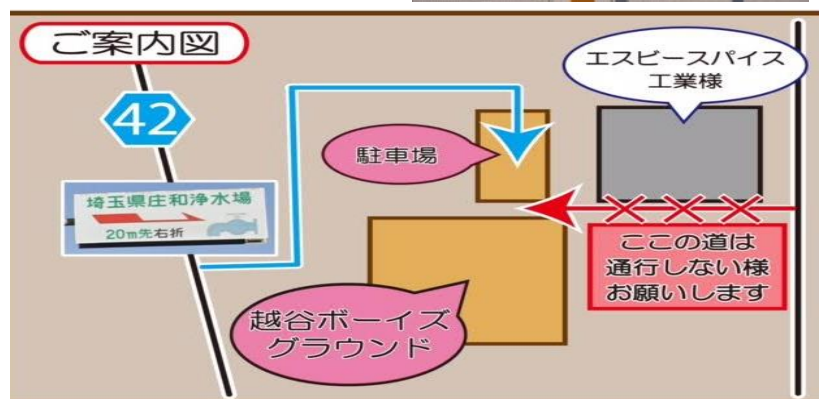 ご案内図
エスビースパイス
工業様
42
駐車場
埼玉県庄和浄水場
20m先右折
ここの道は
通行しない様
お願いします
越谷ボーイズ
グラウンド